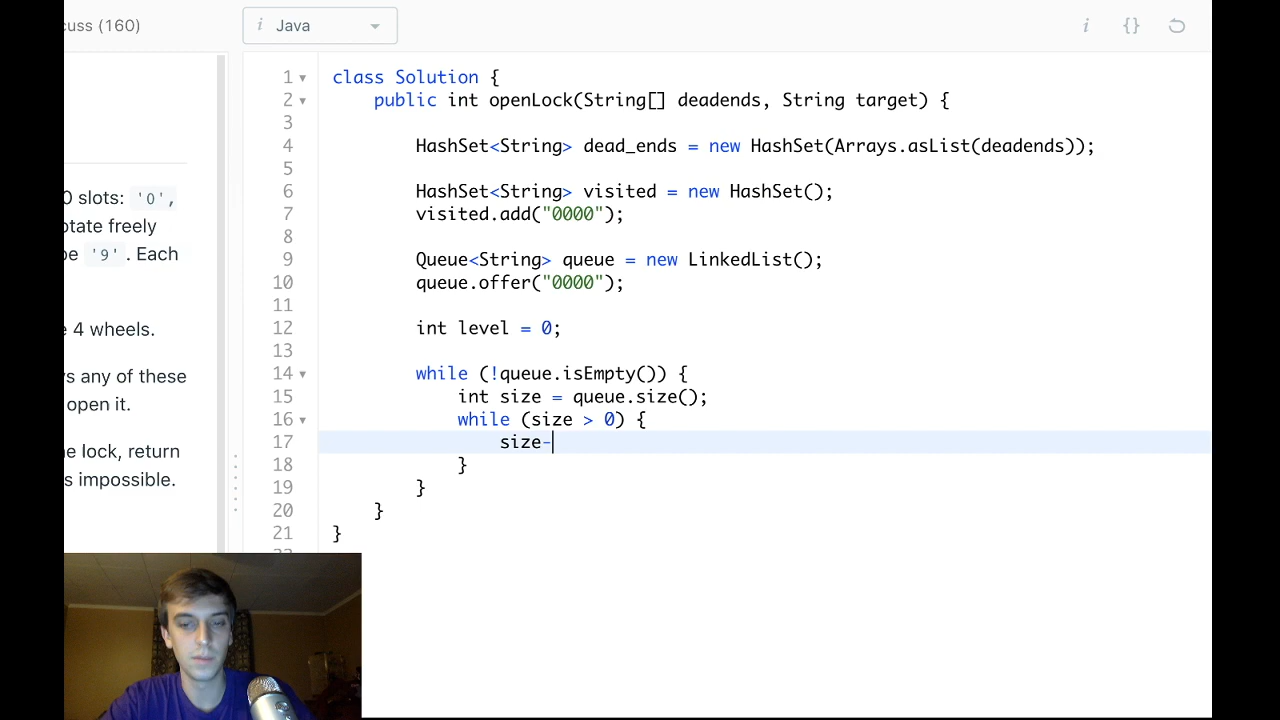 cuss (160)
i Java
i {} 
0 slots: '0',
otate freely
be '9'. Each
e 4 wheels.
ys any of these
open it.
ne lock, return
s impossible.
1 class Solution {
2 public int openLock(String[] deadends, String target) {
3
4 HashSet<String> dead_ends = new HashSet(Arrays.asList(deadends));
5
6 HashSet<String> visited = new HashSet();
7 visited.add("0000");
8
9 Queue<String> queue = new LinkedList();
10 queue.offer("0000");
11
12 int level = 0;
13
14 while (!queue.isEmpty()) {
15 int size = queue.size();
16 while (size > 0) {
17 size-
18 }
19 }
20 }
21 }